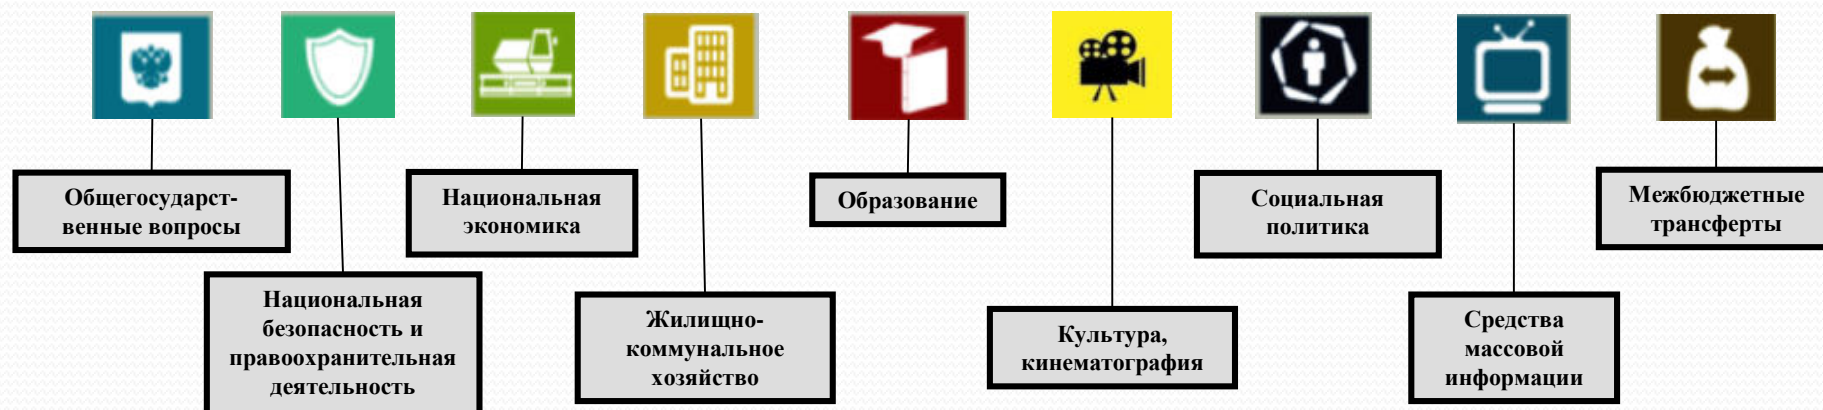 Общегосударст-
венные вопросы
Национальная
безопасность и
правоохранительная
деятельность
Национальная
экономика
Жилищно-
коммунальное
хозяйство
Образование
Культура,
кинематография
Социальная
политика
Средства
массовой
информации
Межбюджетные
трансферты